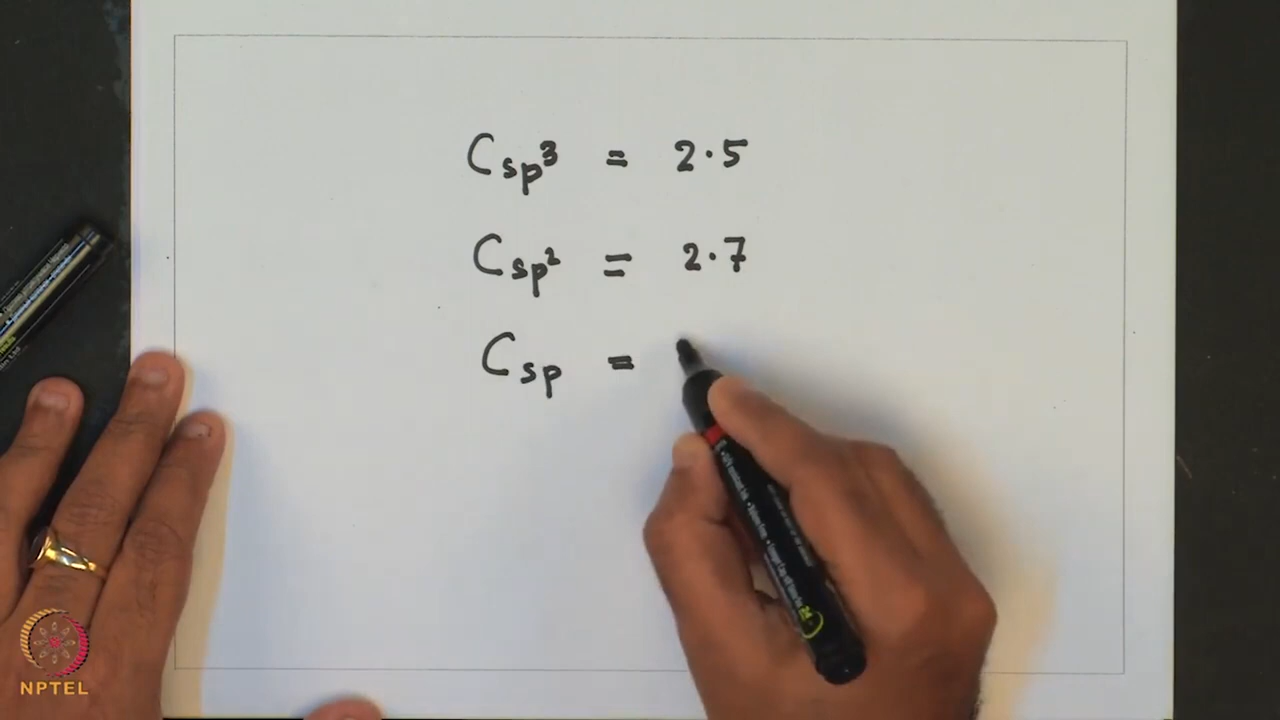 Csp³ = 2.5
Csp² = 2.7
Csp =
NPTEL